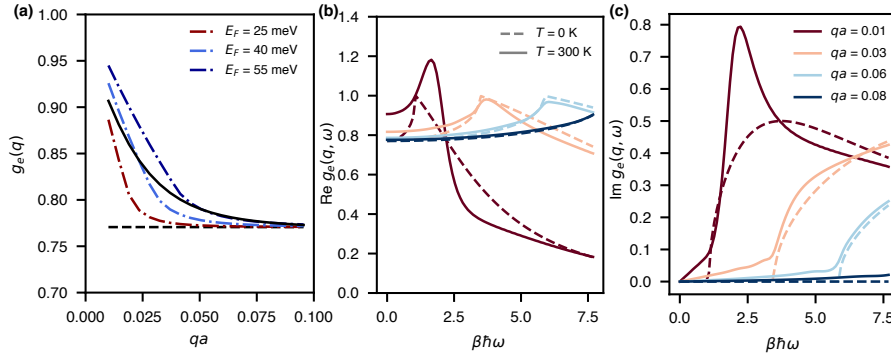 (a)
1.00
0.95
0.90
0.85
0.80
0.75
0.70
g_e(q)
0.000
0.025
0.050
0.075
0.100
qa
E_F = 25 meV
E_F = 40 meV
E_F = 55 meV
(b)
1.4
1.2
1.0
0.8
0.6
0.4
0.2
0.0
Re g_e(q, ω)
0.0
2.5
5.0
7.5
βħω
T = 0 K
T = 300 K
(c)
0.8
0.7
0.6
0.5
0.4
0.3
0.2
0.1
0.0
Im g_e(q, ω)
0.0
2.5
5.0
7.5
βħω
qa = 0.01
qa = 0.03
qa = 0.06
qa = 0.08